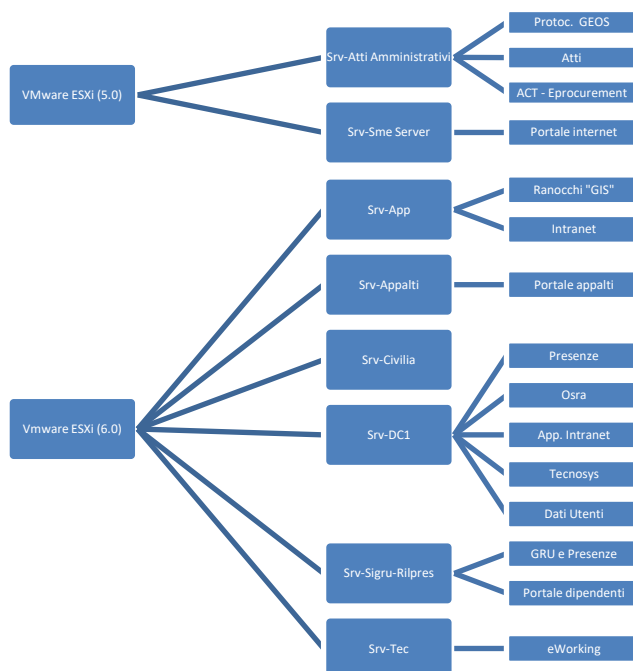 VMware ESXi (5.0)
Srv-Atti Amministrativi
Protoc. GEOS
Atti
ACT - Eprocurement
Srv-Sme Server
Portale internet
Vmware ESXi (6.0)
Srv-App
Ranocchi "GIS"
Intranet
Srv-Appalti
Portale appalti
Srv-Civilia
Srv-DC1
Presenze
Osra
App. Intranet
Tecnosys
Dati Utenti
Srv-Sigru-Rilpres
GRU e Presenze
Portale dipendenti
Srv-Tec
eWorking